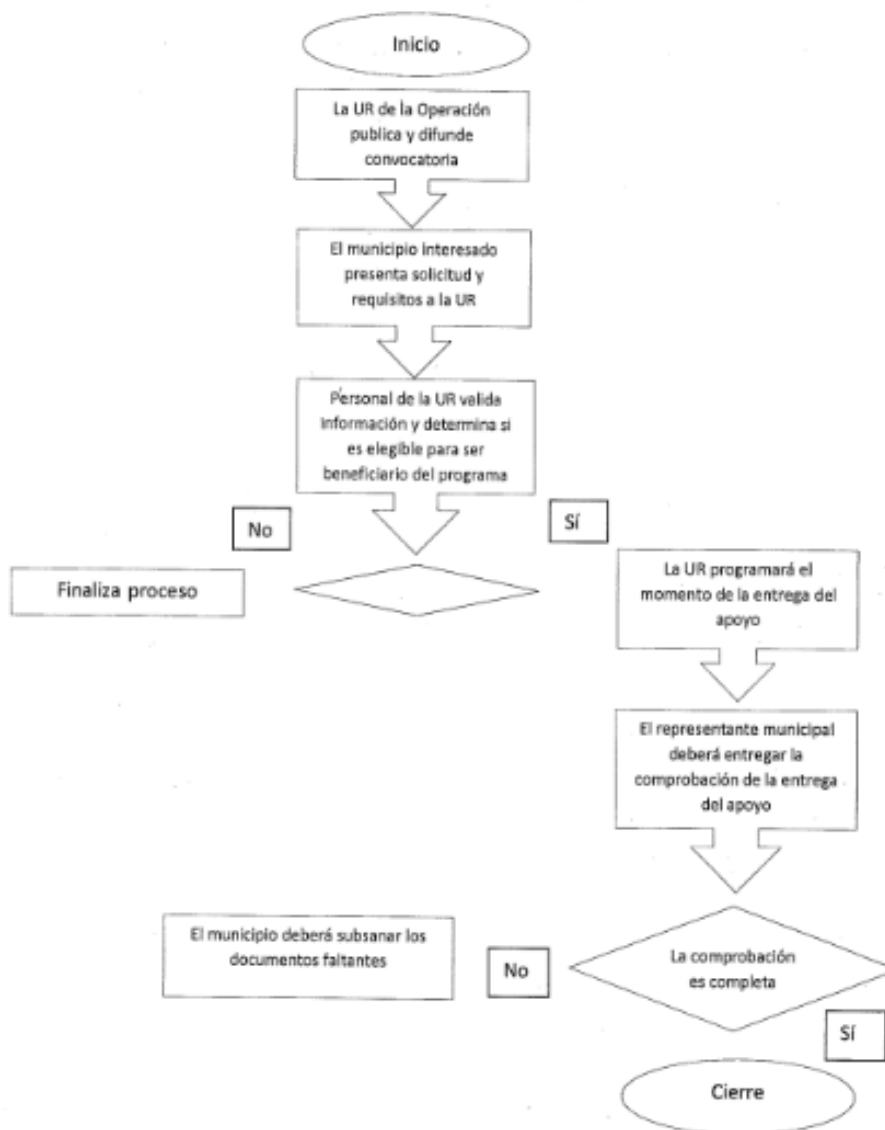 Inicio
La UR de la Operación
publica y difunde
convocatoria
El municipio interesado
presenta solicitud y
requisitos a la UR
Personal de la UR valida
información y determina si
es elegible para ser
beneficiario del programa
No
Sí
Finaliza proceso
La UR programará el
momento de la entrega del
apoyo
El representante municipal
deberá entregar la
comprobación de la entrega
del apoyo
El municipio deberá subsanar los
documentos faltantes
No
La comprobación
es completa
Sí
Cierre